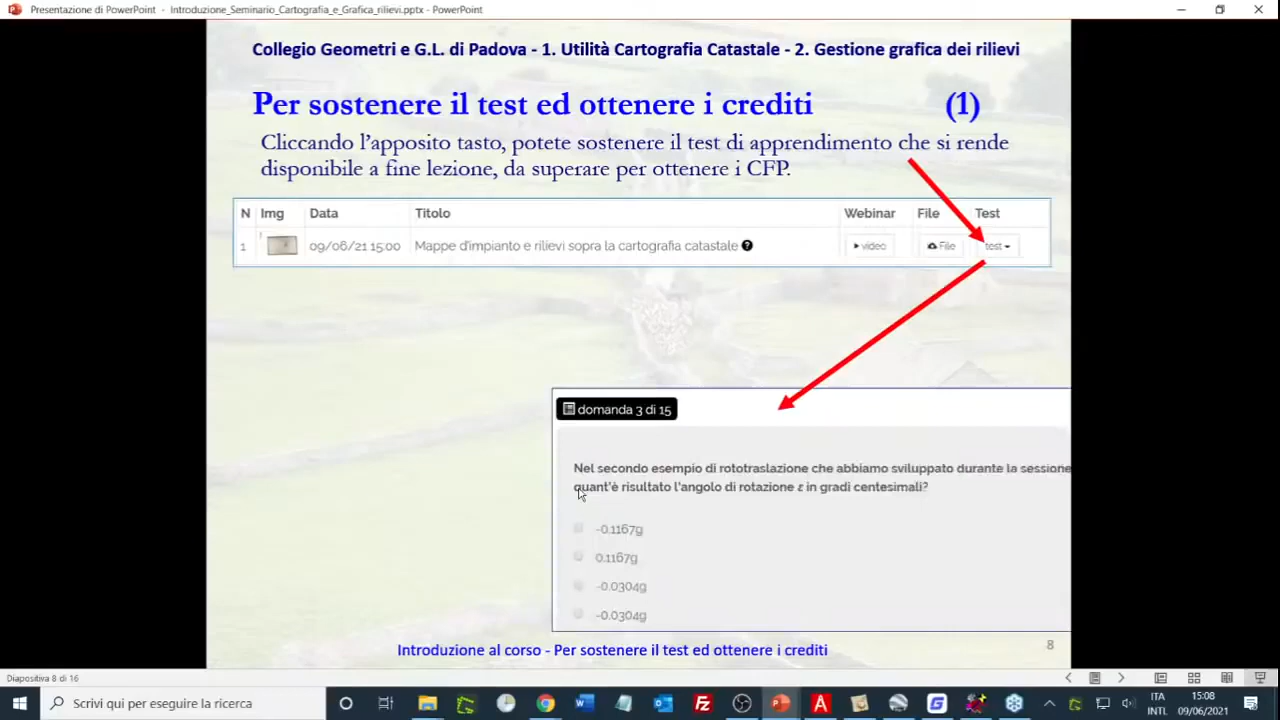 Presentazione di PowerPoint - Introduzione_Seminario_Cartografia_e_Grafica_rilievi.pptx - PowerPoint
Collegio Geometri e G.L. di Padova - 1. Utilità Cartografia Catastale - 2. Gestione grafica dei rilievi
Per sostenere il test ed ottenere i crediti (1)
Cliccando l'apposito tasto, potete sostenere il test di apprendimento che si rende
disponibile a fine lezione, da superare per ottenere i CFP.
N Img Data Titolo Webinar File Test
1 09/06/21 15.00 Mappe d'impianto e rilievi sopra la cartografia catastale video File test
domanda 3 di 15
Nel secondo esempio di rototraslazione che abbiamo sviluppato durante la sessione
quant'è risultato l'angolo di rotazione ε in gradi centesimali?
-0.1167g
0.1167g
-0.0304g
-0.0304g
Introduzione al corso - Per sostenere il test ed ottenere i crediti
8
Diapositiva 8 di 16
Scrivi qui per eseguire la ricerca
ITA 15:08
INTL 09/06/2021